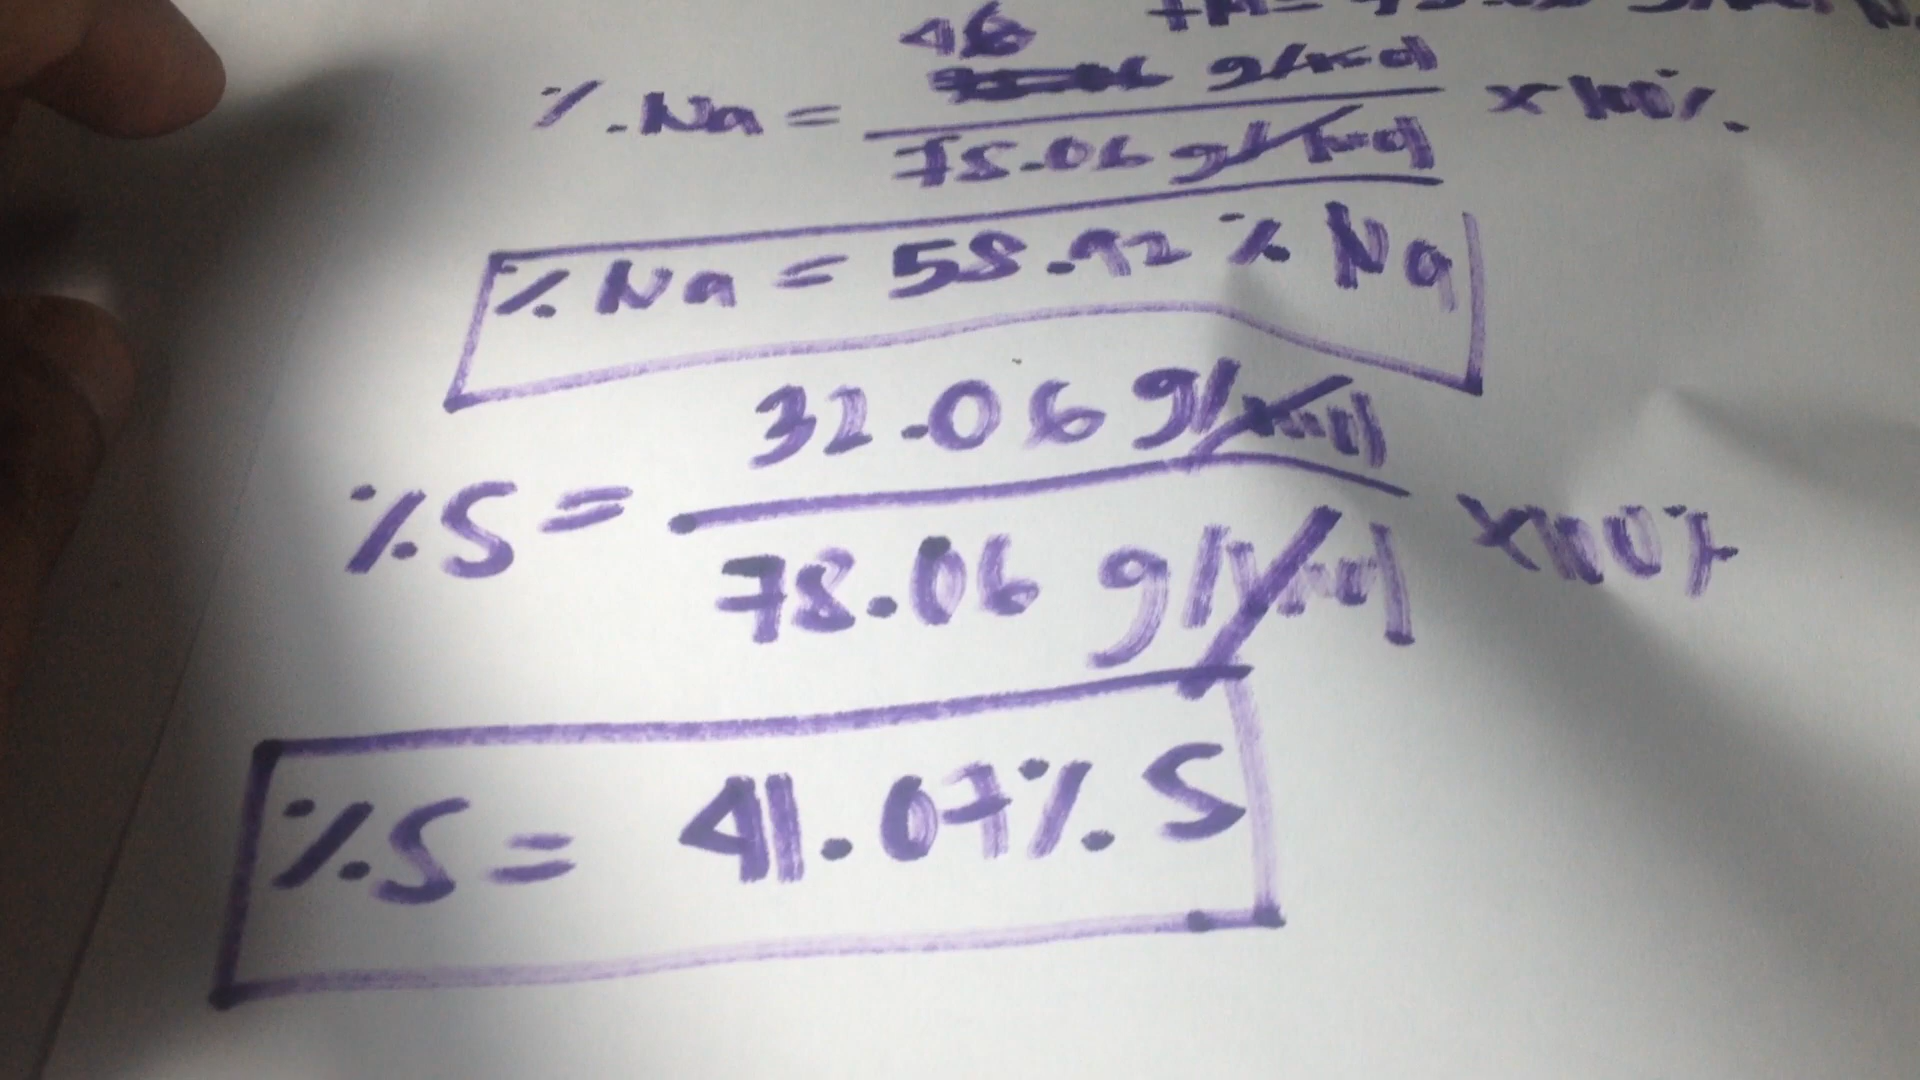 46
%.Na = g/mol x 100%.
78.06 g/mol
% Na = 58.92 % Na
32.06 g/mol
%S = x100%
78.06 g/mol
%S = 41.07%. S